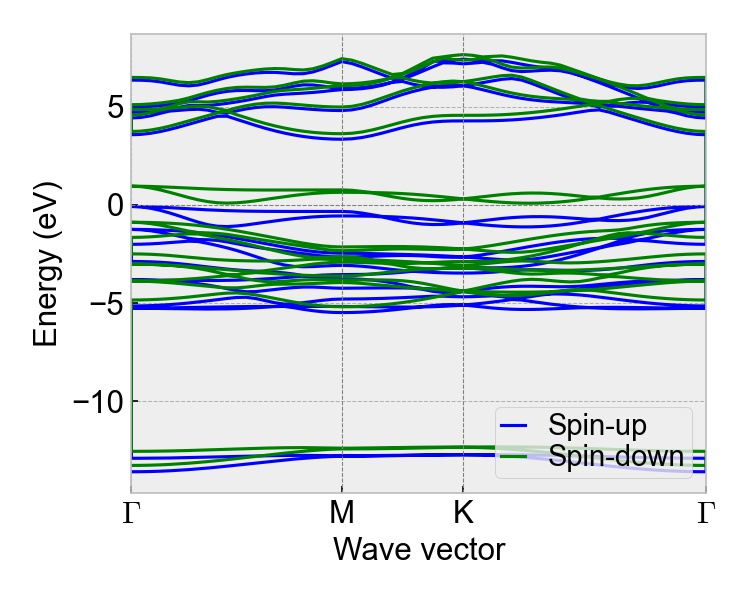 5
0
−5
−10
Energy (eV)
Spin-up
Spin-down
Γ M K Γ
Wave vector